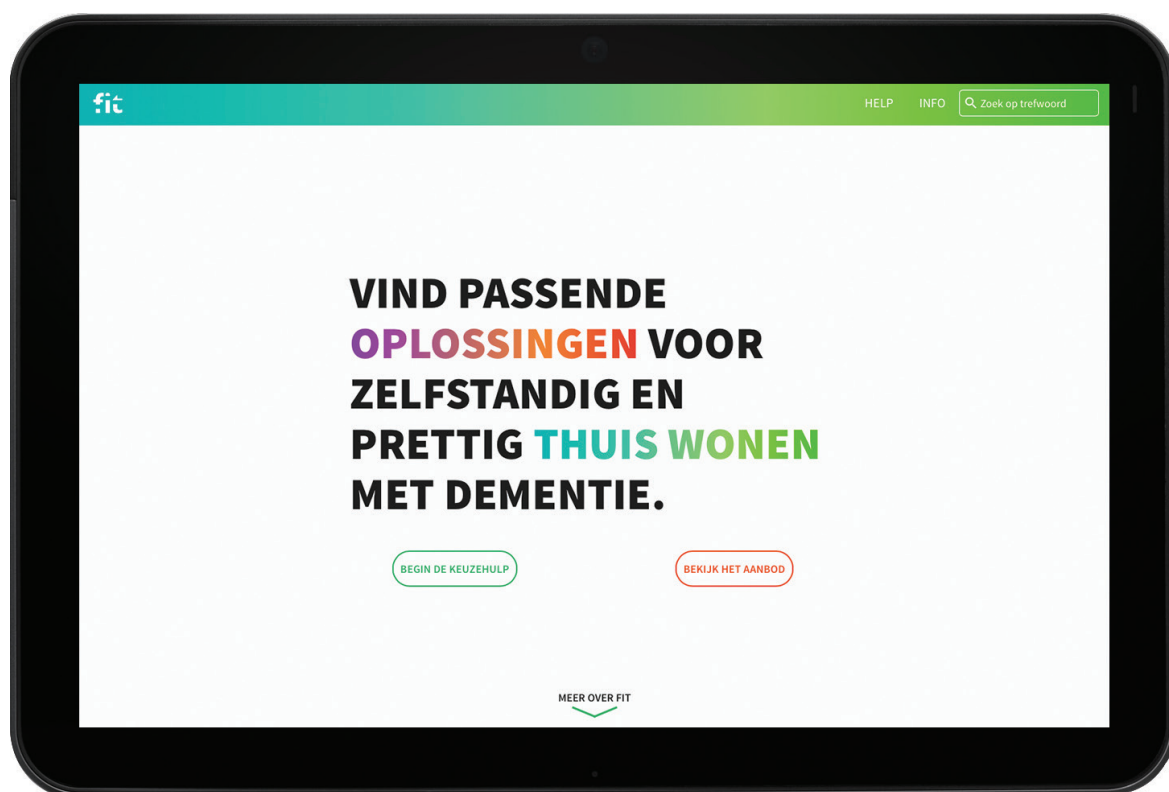 fit
HELP INFO Zoek op trefwoord
VIND PASSENDE
OPLOSSINGEN VOOR
ZELFSTANDIG EN
PRETTIG THUIS WONEN
MET DEMENTIE.
BEGIN DE KEUZEHULP
BEKIJK HET AANBOD
MEER OVER FIT